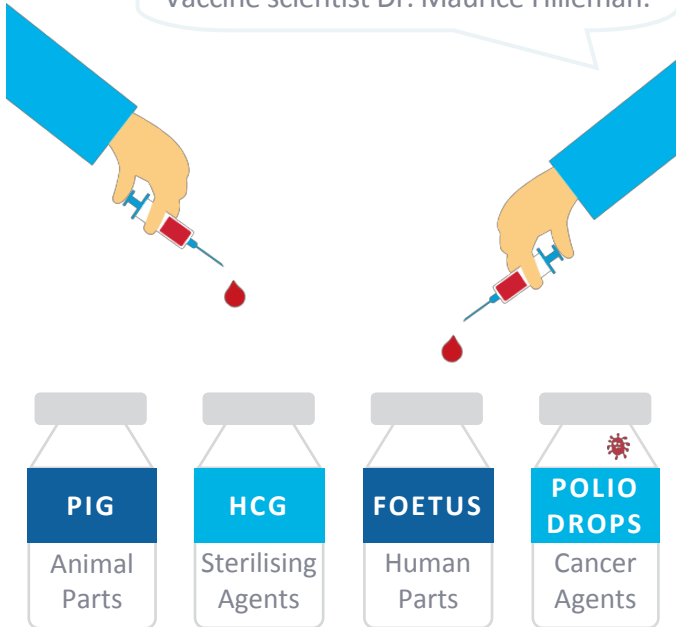 vaccine scientist Dr. Maurice Hilleman.
PIG
Animal
Parts
HCG
Sterilising
Agents
FOETUS
Human
Parts
POLIO
DROPS
Cancer
Agents